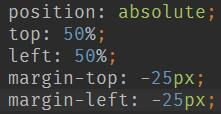 position: absolute;
top: 50%;
left: 50%;
margin-top: -25px;
margin-left: -25px;